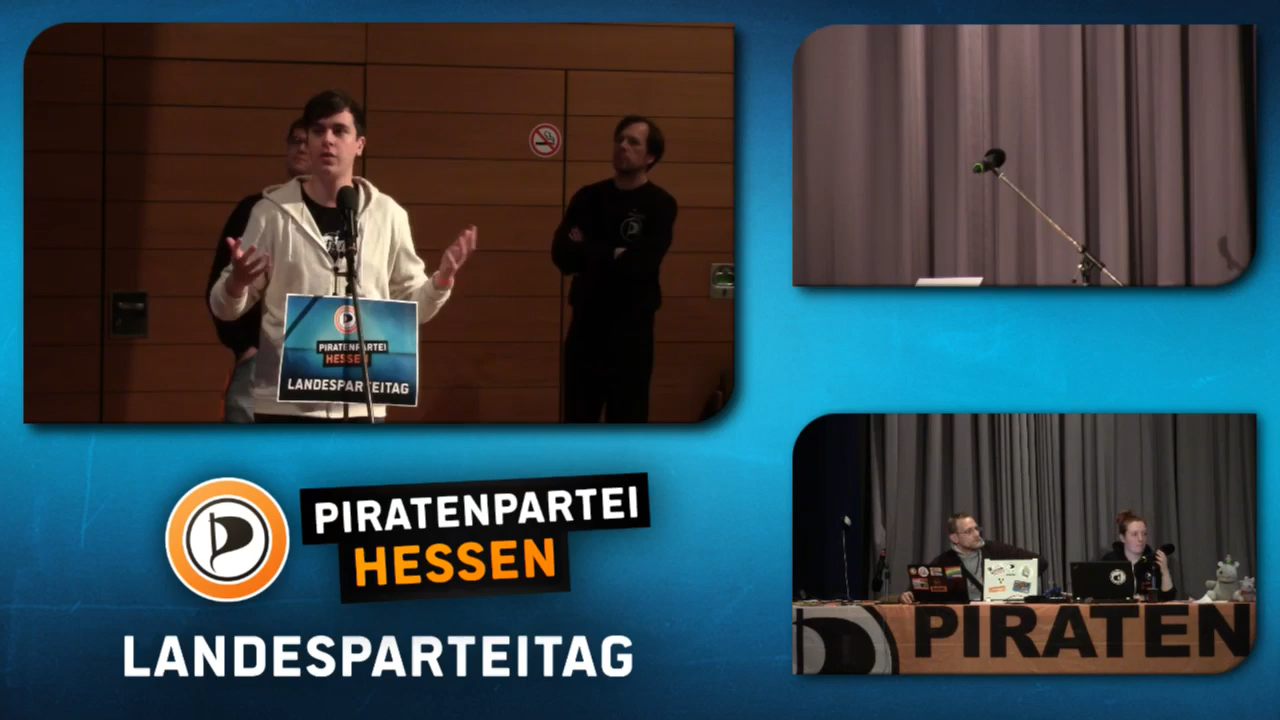 PIRATENPARTEI
HESSEN
LANDESPARTEITAG
PIRATENPARTEI
HESSEN
LANDESPARTEITAG
PIRATEN